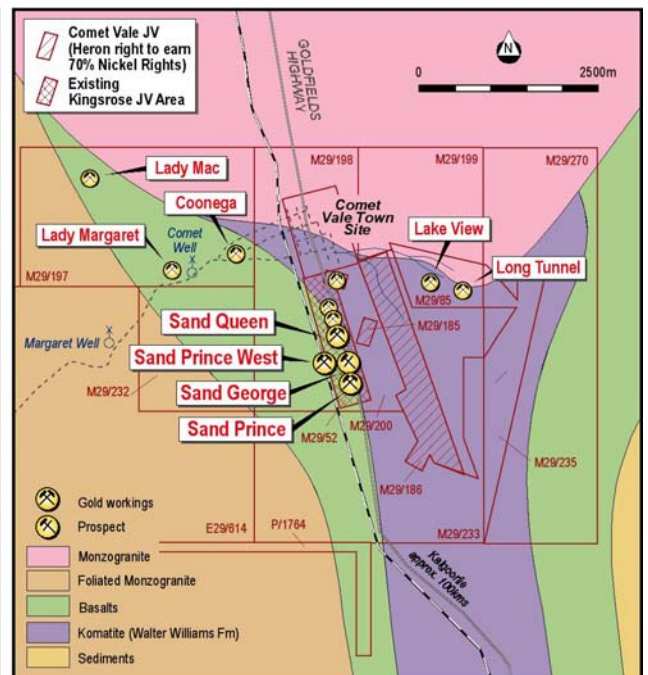 Comet Vale JV
(Heron right to earn
70% Nickel Rights)
Existing
Kingsrose JV Area
GOLDFIELDS
HIGHWAY
N
0
2500m
M29/198
M29/199
M29/270
Lady Mac
Coonega
Comet
Vale Town
Site
Lake View
Lady Margaret
Comet
Well
Long Tunnel
M29/197
M29/85
Sand Queen
M29/185
Margaret Well
Sand Prince West
Sand George
M29/232
Sand Prince
M29/52
M29/200
M29/235
M29/186
Gold workings
Prospect
E29/614
P/1764
M29/233
Monzogranite
Foliated Monzogranite
Basalts
Komatite (Walter Williams Fm)
Sediments
Kalgoorlie
approx. 100kms